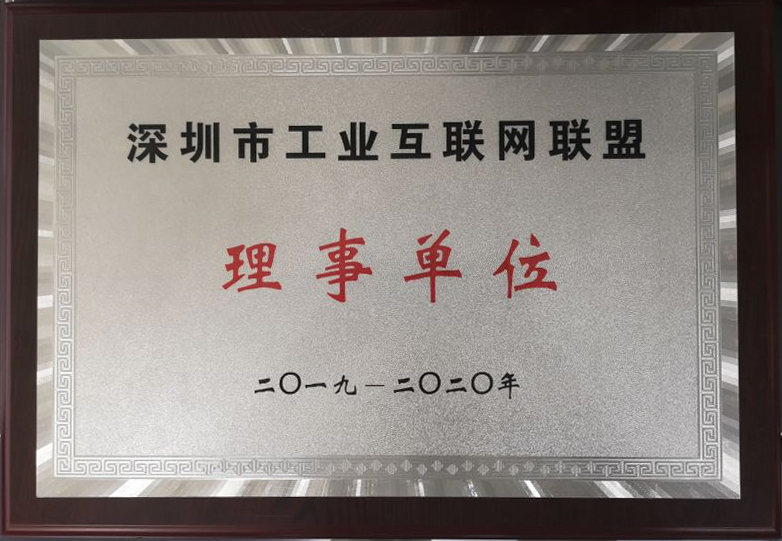 深圳市工业互联网联盟
理事单位
二〇一九－二〇二〇年